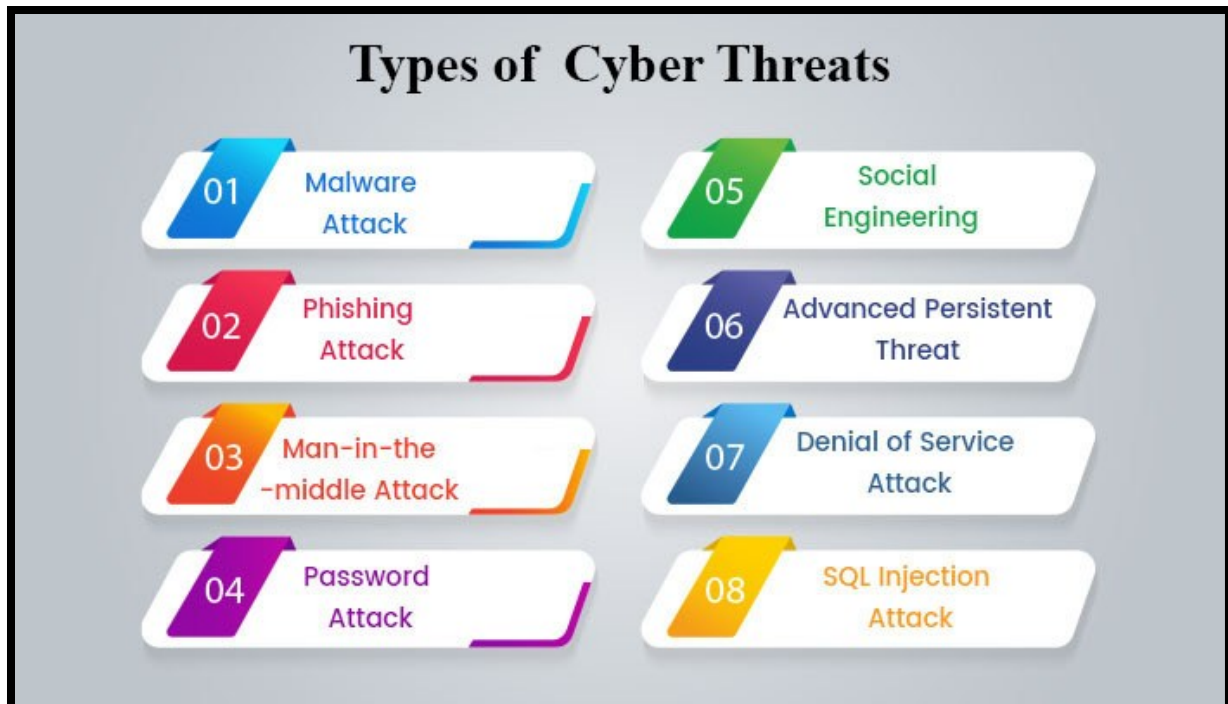 Types of Cyber Threats
01
Malware
Attack
02
Phishing
Attack
03
Man-in-the
-middle Attack
04
Password
Attack
05
Social
Engineering
06
Advanced Persistent
Threat
07
Denial of Service
Attack
08
SQL Injection
Attack